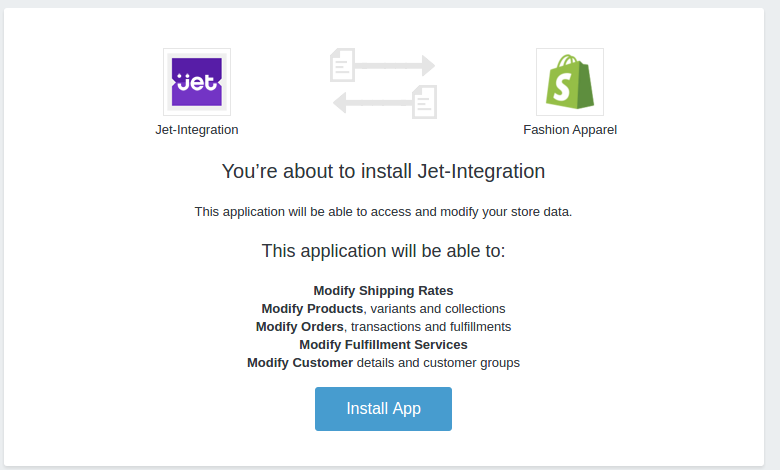 Jet
S
Jet-Integration
Fashion Apparel
You’re about to install Jet-Integration
This application will be able to access and modify your store data.
This application will be able to:
Modify Shipping Rates
Modify Products, variants and collections
Modify Orders, transactions and fulfillments
Modify Fulfillment Services
Modify Customer details and customer groups
Install App